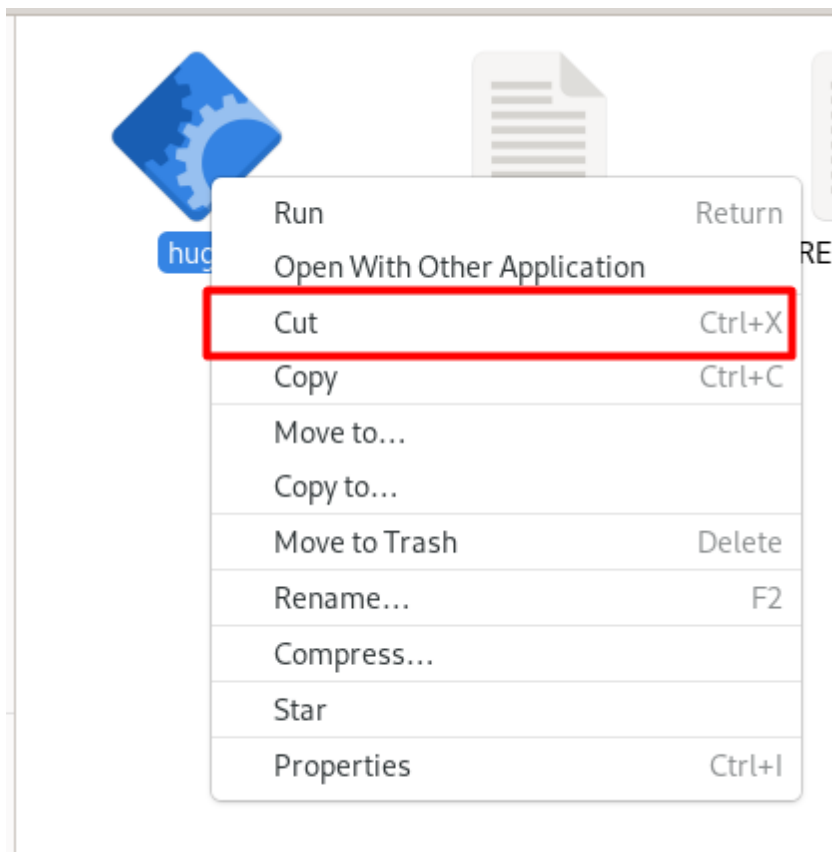 Run Return
hug
Open With Other Application
RE
Cut Ctrl+X
Copy Ctrl+C
Move to...
Copy to...
Move to Trash Delete
Rename... F2
Compress...
Star
Properties Ctrl+I